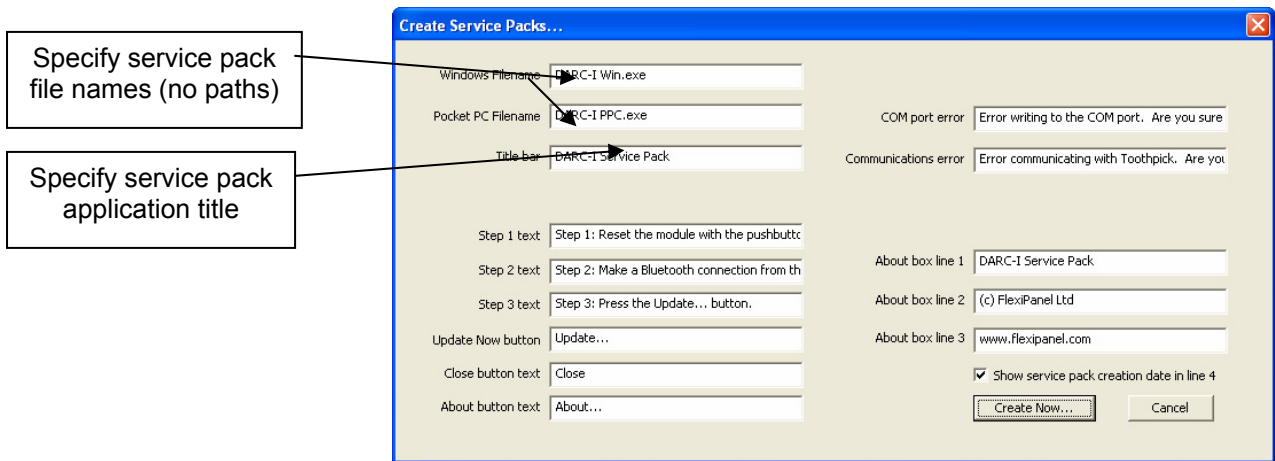 Create Service Packs...
Specify service pack
file names (no paths)
Specify service pack
application title
Windows Filename DARC-I Win.exe
Pocket PC Filename DARC-I PPC.exe
Title bar DARC-I Service Pack
COM port error Error writing to the COM port. Are you sure
Communications error Error communicating with Toothpick. Are you
Step 1 text Step 1: Reset the module with the pushbutto
Step 2 text Step 2: Make a Bluetooth connection from th
Step 3 text Step 3: Press the Update... button.
Update Now button Update...
Close button text Close
About button text About...
About box line 1 DARC-I Service Pack
About box line 2 (c) FlexiPanel Ltd
About box line 3 www.flexipanel.com
Show service pack creation date in line 4
Create Now... Cancel